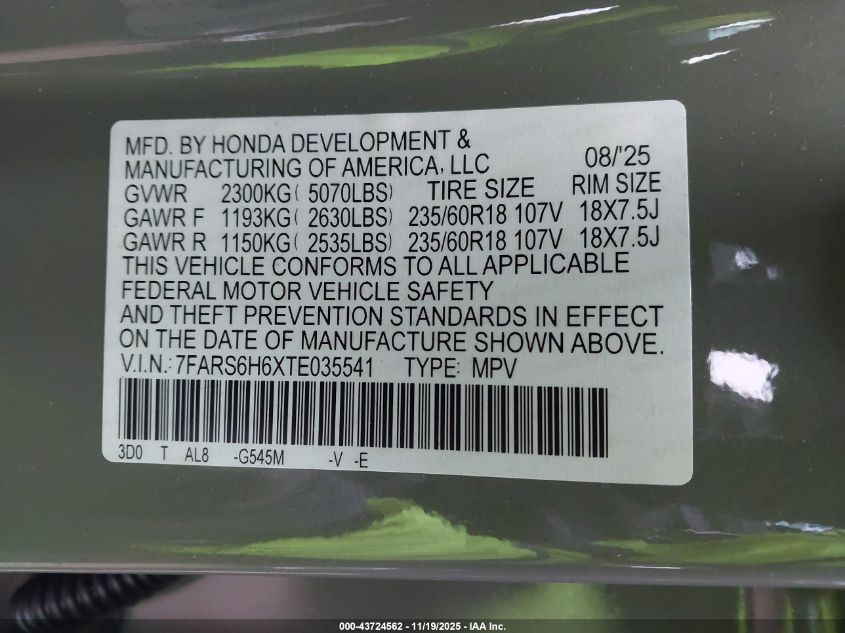 MFD. BY HONDA DEVELOPMENT &
MANUFACTURING OF AMERICA, LLC 08/'25
GVWR 2300KG( 5070LBS) TIRE SIZE RIM SIZE
GAWR F 1193KG( 2630LBS) 235/60R18 107V 18X7.5J
GAWR R 1150KG( 2535LBS) 235/60R18 107V 18X7.5J
THIS VEHICLE CONFORMS TO ALL APPLICABLE
FEDERAL MOTOR VEHICLE SAFETY
AND THEFT PREVENTION STANDARDS IN EFFECT
ON THE DATE OF MANUFACTURE SHOWN ABOVE.
V.I.N.: 7FARS6H6XTE035541 TYPE: MPV
3D0 T AL8 -G545M -V -E
000-43724562 - 11/19/2025 - IAA Inc.